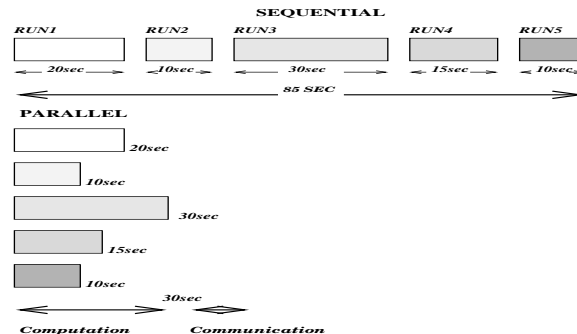 SEQUENTIAL
RUN1 RUN2 RUN3 RUN4 RUN5
20sec 10sec 30sec 15sec 10sec
85 SEC
PARALLEL
20sec
10sec
30sec
15sec
10sec
30sec
Computation Communication